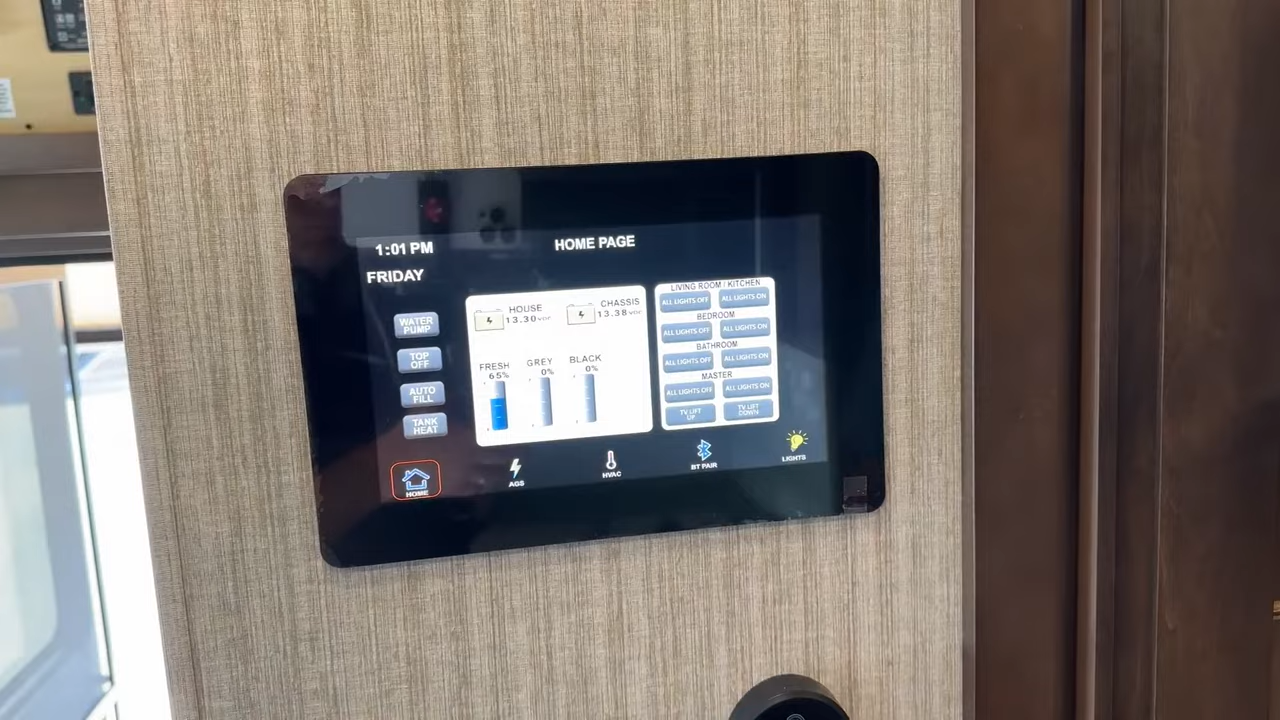 1:01 PM
HOME PAGE
FRIDAY
WATER
PUMP
TOP
OFF
AUTO
FILL
TANK
HEAT
HOUSE
13.30 VDC
CHASSIS
13.38 VDC
FRESH
65%
GREY
0%
BLACK
0%
LIVING ROOM / KITCHEN
ALL LIGHTS OFF ALL LIGHTS ON
BEDROOM
ALL LIGHTS OFF ALL LIGHTS ON
BATHROOM
ALL LIGHTS OFF ALL LIGHTS ON
MASTER
ALL LIGHTS OFF ALL LIGHTS ON
TV LIFT
UP
TV LIFT
DOWN
HOME
AGS
HVAC
BT PAIR
LIGHTS